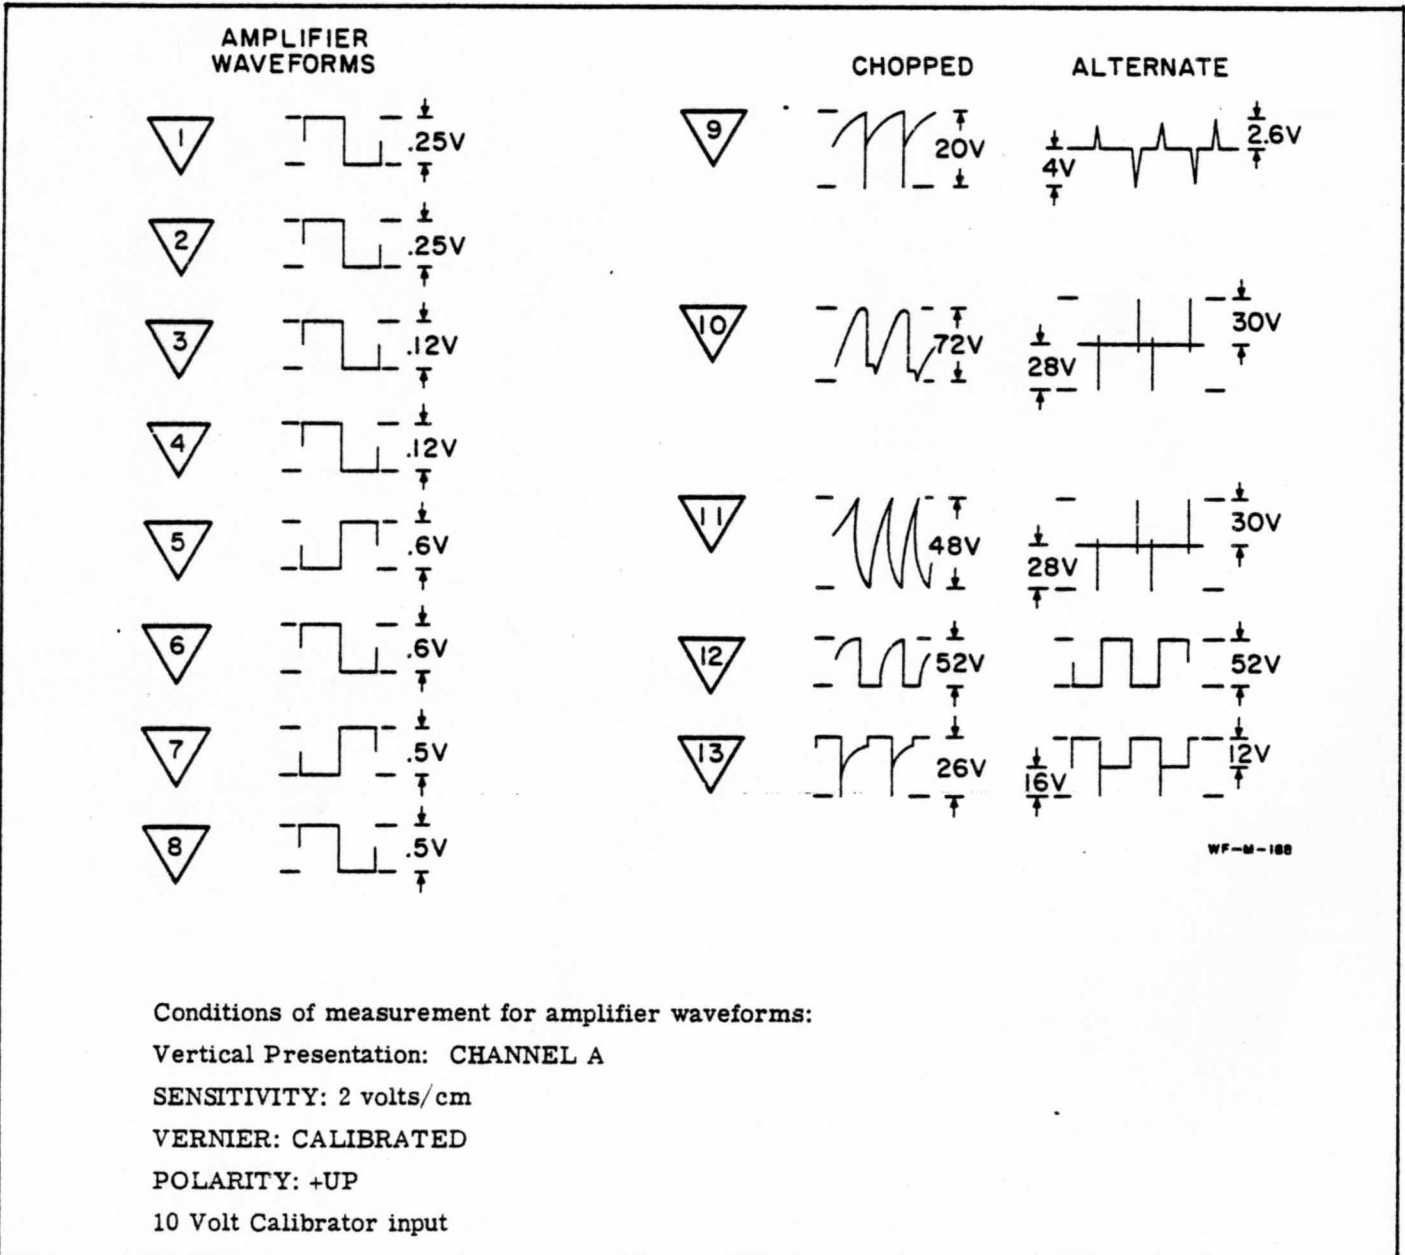 AMPLIFIER
WAVEFORMS
1
.25V
2
.25V
3
.12V
4
.12V
5
.6V
6
.6V
7
.5V
8
.5V
CHOPPED
ALTERNATE
9
20V
4V
2.6V
10
72V
28V
30V
11
48V
28V
30V
12
52V
52V
13
26V
16V
12V
WF-M-188
Conditions of measurement for amplifier waveforms:
Vertical Presentation: CHANNEL A
SENSITIVITY: 2 volts/cm
VERNIER: CALIBRATED
POLARITY: +UP
10 Volt Calibrator input